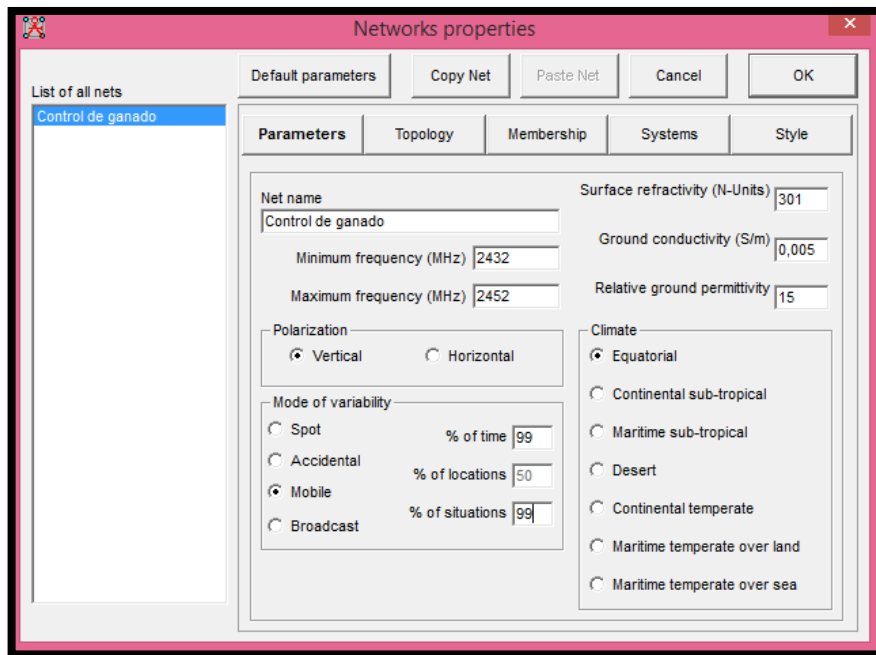 Networks properties
Default parameters Copy Net Paste Net Cancel OK
List of all nets
Control de ganado
Parameters Topology Membership Systems Style
Net name
Control de ganado
Minimum frequency (MHz) 2432
Maximum frequency (MHz) 2452
Surface refractivity (N-Units) 301
Ground conductivity (S/m) 0,005
Relative ground permittivity 15
Polarization
Vertical Horizontal
Mode of variability
Spot
Accidental
Mobile
Broadcast
% of time 99
% of locations 50
% of situations 99
Climate
Equatorial
Continental sub-tropical
Maritime sub-tropical
Desert
Continental temperate
Maritime temperate over land
Maritime temperate over sea